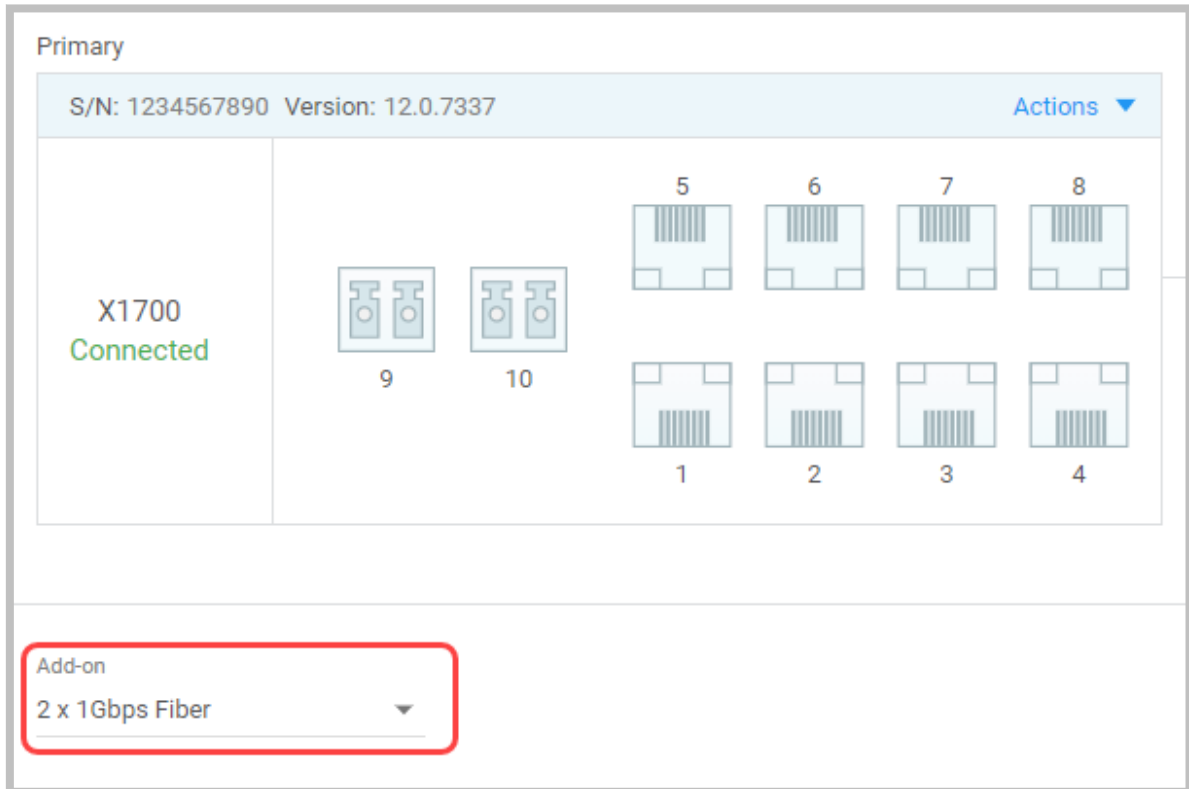 Primary
S/N: 1234567890 Version: 12.0.7337 Actions
5 6 7 8
X1700
Connected
9 10
1 2 3 4
Add-on
2 x 1Gbps Fiber